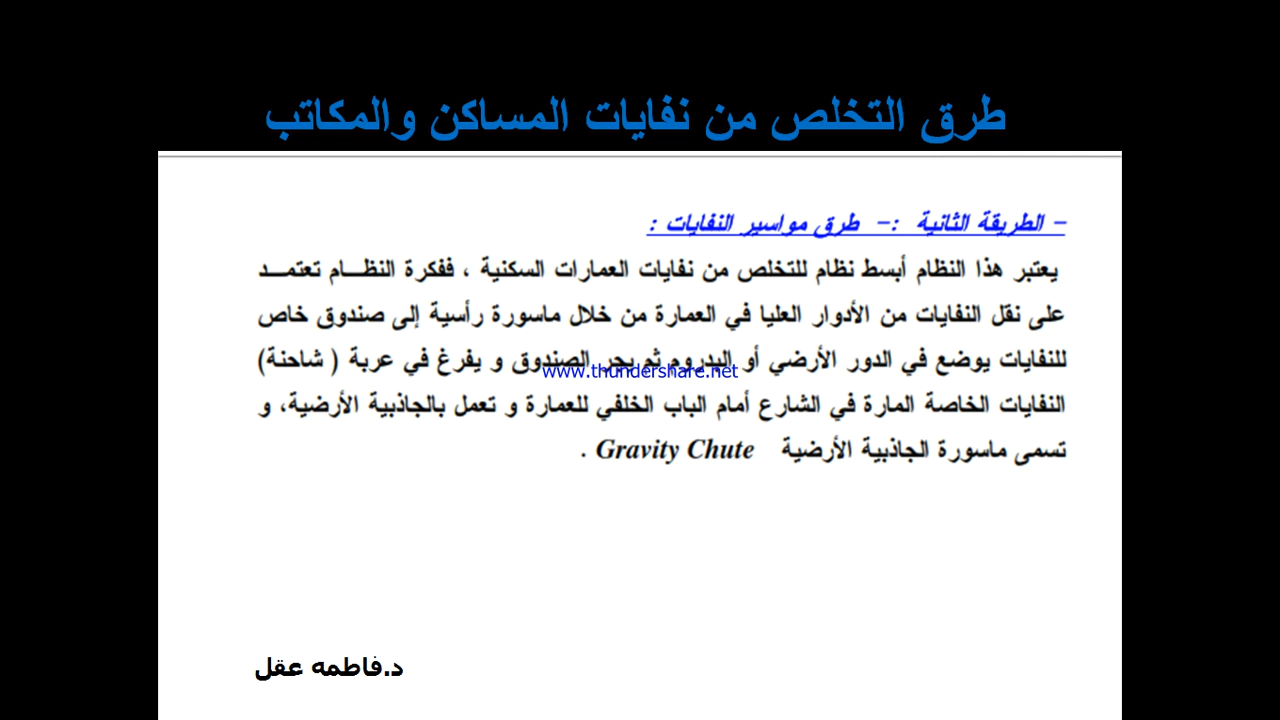 طرق التخلص من نفايات المساكن والمكاتب
- الطريقة الثانية :- طرق مواسير النفايات :
يعتبر هذا النظام أبسط نظام للتخلص من نفايات العمارات السكنية ، ففكرة النظـــام تعتمـــد
على نقل النفايات من الأدوار العليا في العمارة من خلال ماسورة رأسية إلى صندوق خاص
للنفايات يوضع في الدور الأرضي أو البدروم ثم يجر الصندوق و يفرغ في عربة ( شاحنة)
www.thundershare.net
النفايات الخاصة المارة في الشارع أمام الباب الخلفي للعمارة و تعمل بالجاذبية الأرضية، و
تسمى ماسورة الجاذبية الأرضية Gravity Chute .
د.فاطمه عقل